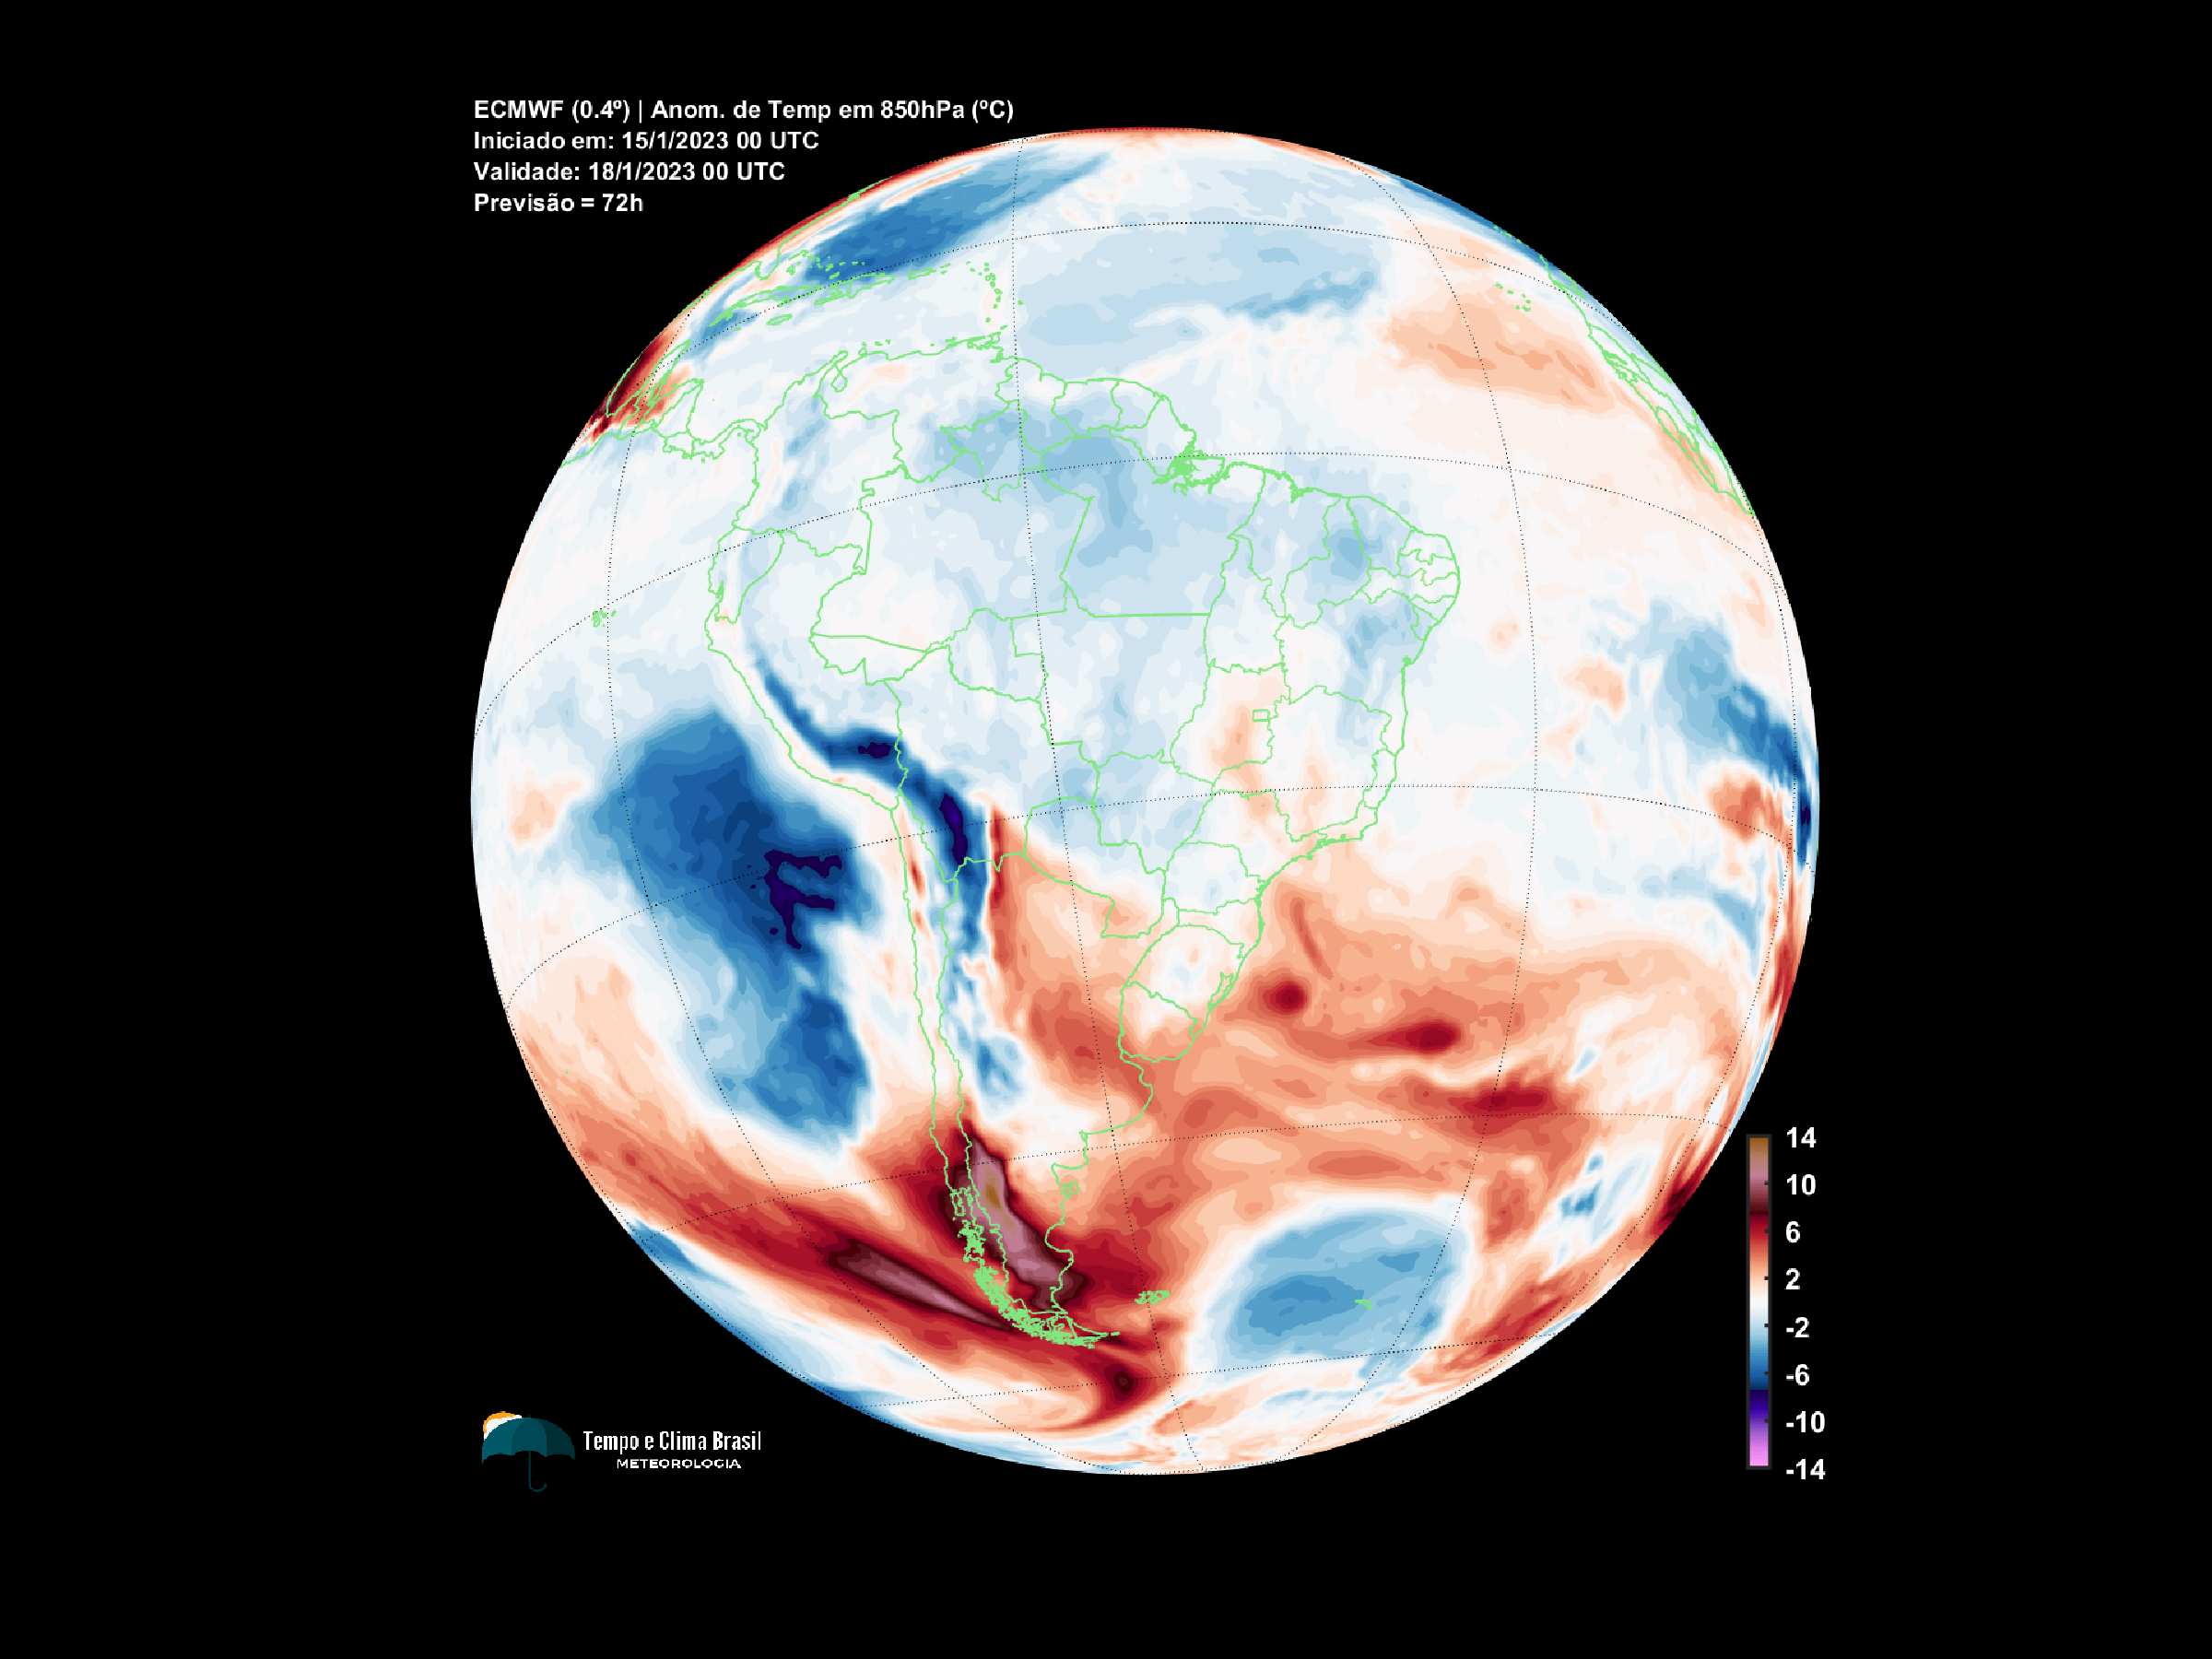 ECMWF (0.4º) | Anom. de Temp em 850hPa (ºC)
Iniciado em: 15/1/2023 00 UTC
Validade: 18/1/2023 00 UTC
Previsão = 72h
14
10
6
2
-2
-6
-10
-14
Tempo e Clima Brasil
METEOROLOGIA